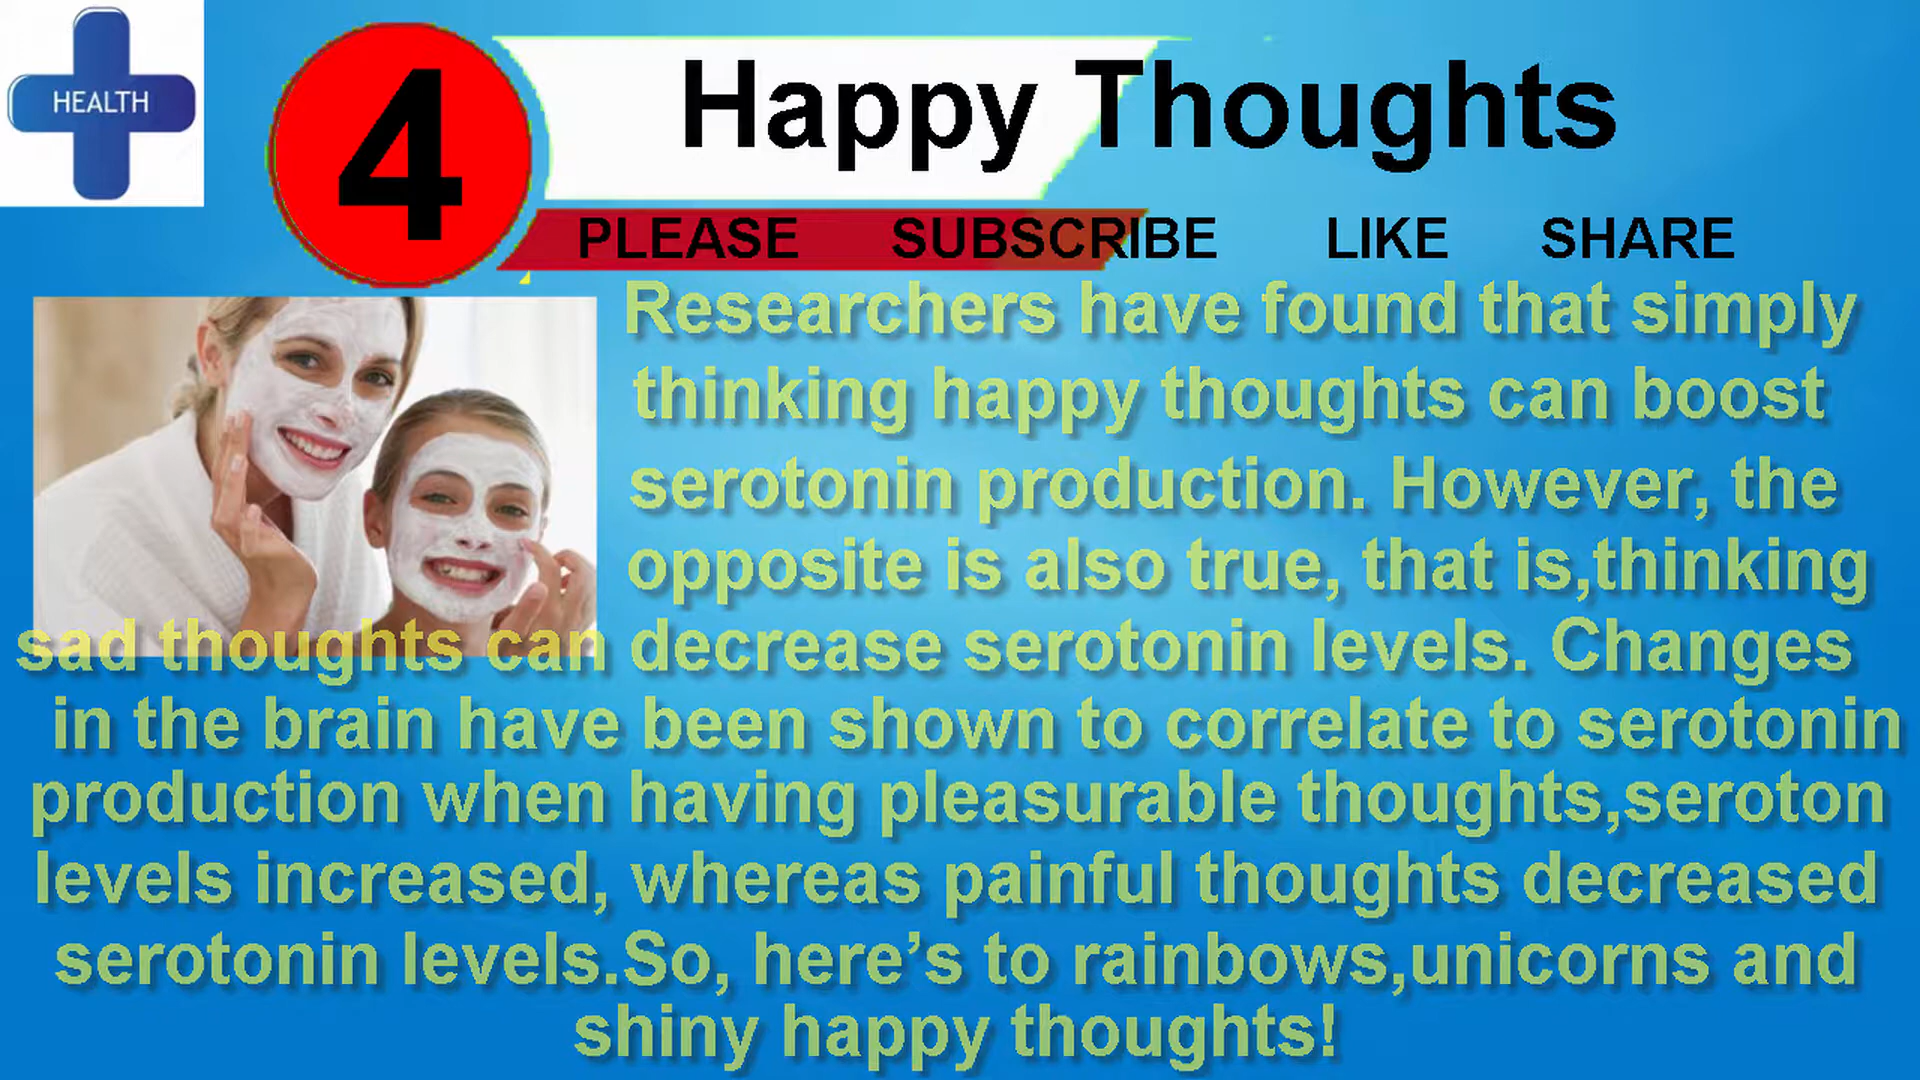 HEALTH
4
Happy Thoughts
PLEASE SUBSCRIBE LIKE SHARE
Researchers have found that simply
thinking happy thoughts can boost
serotonin production. However, the
opposite is also true, that is,thinking
sad thoughts can decrease serotonin levels. Changes
in the brain have been shown to correlate to serotonin
production when having pleasurable thoughts,seroton
levels increased, whereas painful thoughts decreased
serotonin levels.So, here’s to rainbows,unicorns and
shiny happy thoughts!